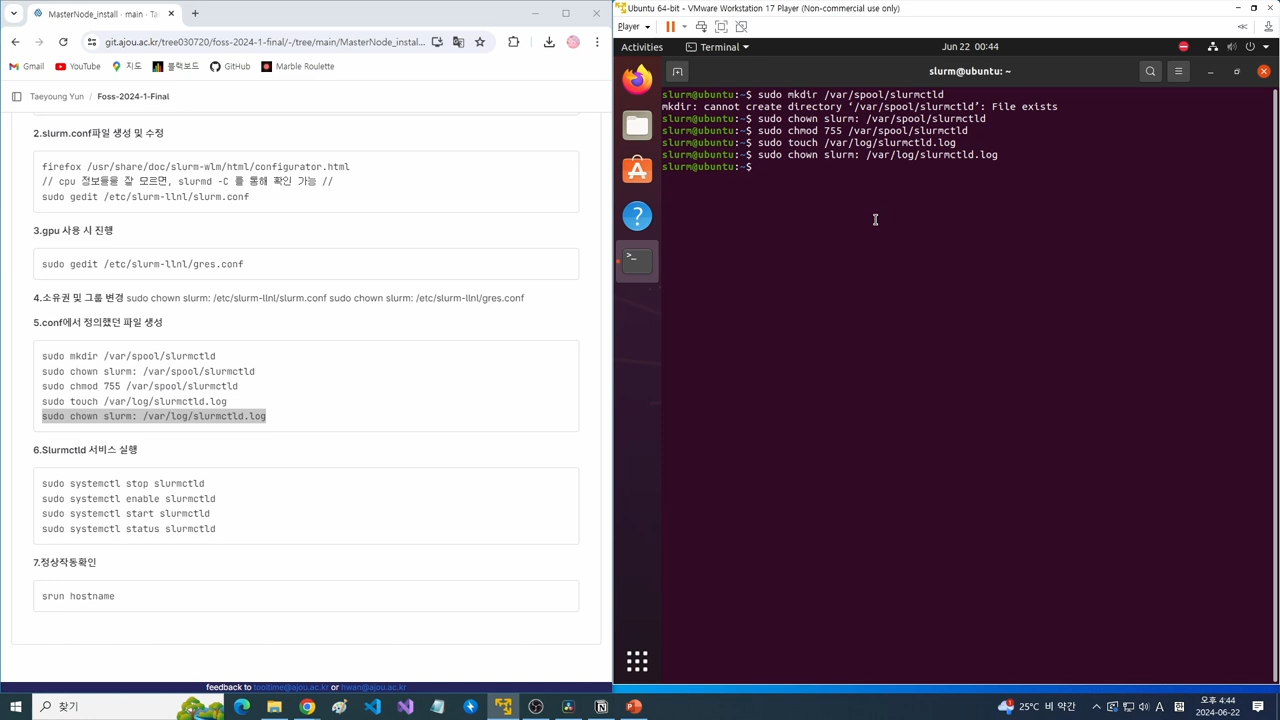 MasterNode_install · main · Ta
git.ajou.ac.kr/tree030720/foss-2024-1-final/-/tree/main/MasterNode_install...
Gmail
YouTube
지도
블랙보드
GitHub
Marble Roulette
Taeyoung Yun / Foss-2024-1-Final
2.slurm.conf파일 생성 및 수정
firefox /usr/share/doc/slurm-wlm/html/configurator.html
// cpu 정보들을 잘 모르면, slurmd -C 를 통해 확인 가능 //
sudo gedit /etc/slurm-llnl/slurm.conf
3.gpu 사용 시 진행
sudo gedit /etc/slurm-llnl/gres.conf
4.소유권 및 그룹 변경 sudo chown slurm: /etc/slurm-llnl/slurm.conf sudo chown slurm: /etc/slurm-llnl/gres.conf
5.conf에서 정의했던 파일 생성
sudo mkdir /var/spool/slurmctld
sudo chown slurm: /var/spool/slurmctld
sudo chmod 755 /var/spool/slurmctld
sudo touch /var/log/slurmctld.log
sudo chown slurm: /var/log/slurmctld.log
6.Slurmctld 서비스 실행
sudo systemctl stop slurmctld
sudo systemctl enable slurmctld
sudo systemctl start slurmctld
sudo systemctl status slurmctld
7.정상작동확인
srun hostname
feedback to tooltime@ajou.ac.kr or hwan@ajou.ac.kr
Ubuntu 64-bit - VMware Workstation 17 Player (Non-commercial use only)
Player
Activities
Terminal
Jun 22 00:44
slurm@ubuntu: ~
slurm@ubuntu:~$ sudo mkdir /var/spool/slurmctld
mkdir: cannot create directory ‘/var/spool/slurmctld’: File exists
slurm@ubuntu:~$ sudo chown slurm: /var/spool/slurmctld
slurm@ubuntu:~$ sudo chmod 755 /var/spool/slurmctld
slurm@ubuntu:~$ sudo touch /var/log/slurmctld.log
slurm@ubuntu:~$ sudo chown slurm: /var/log/slurmctld.log
slurm@ubuntu:~$
찾기
25°C 비 약간
A
오후 4:44
2024-06-22